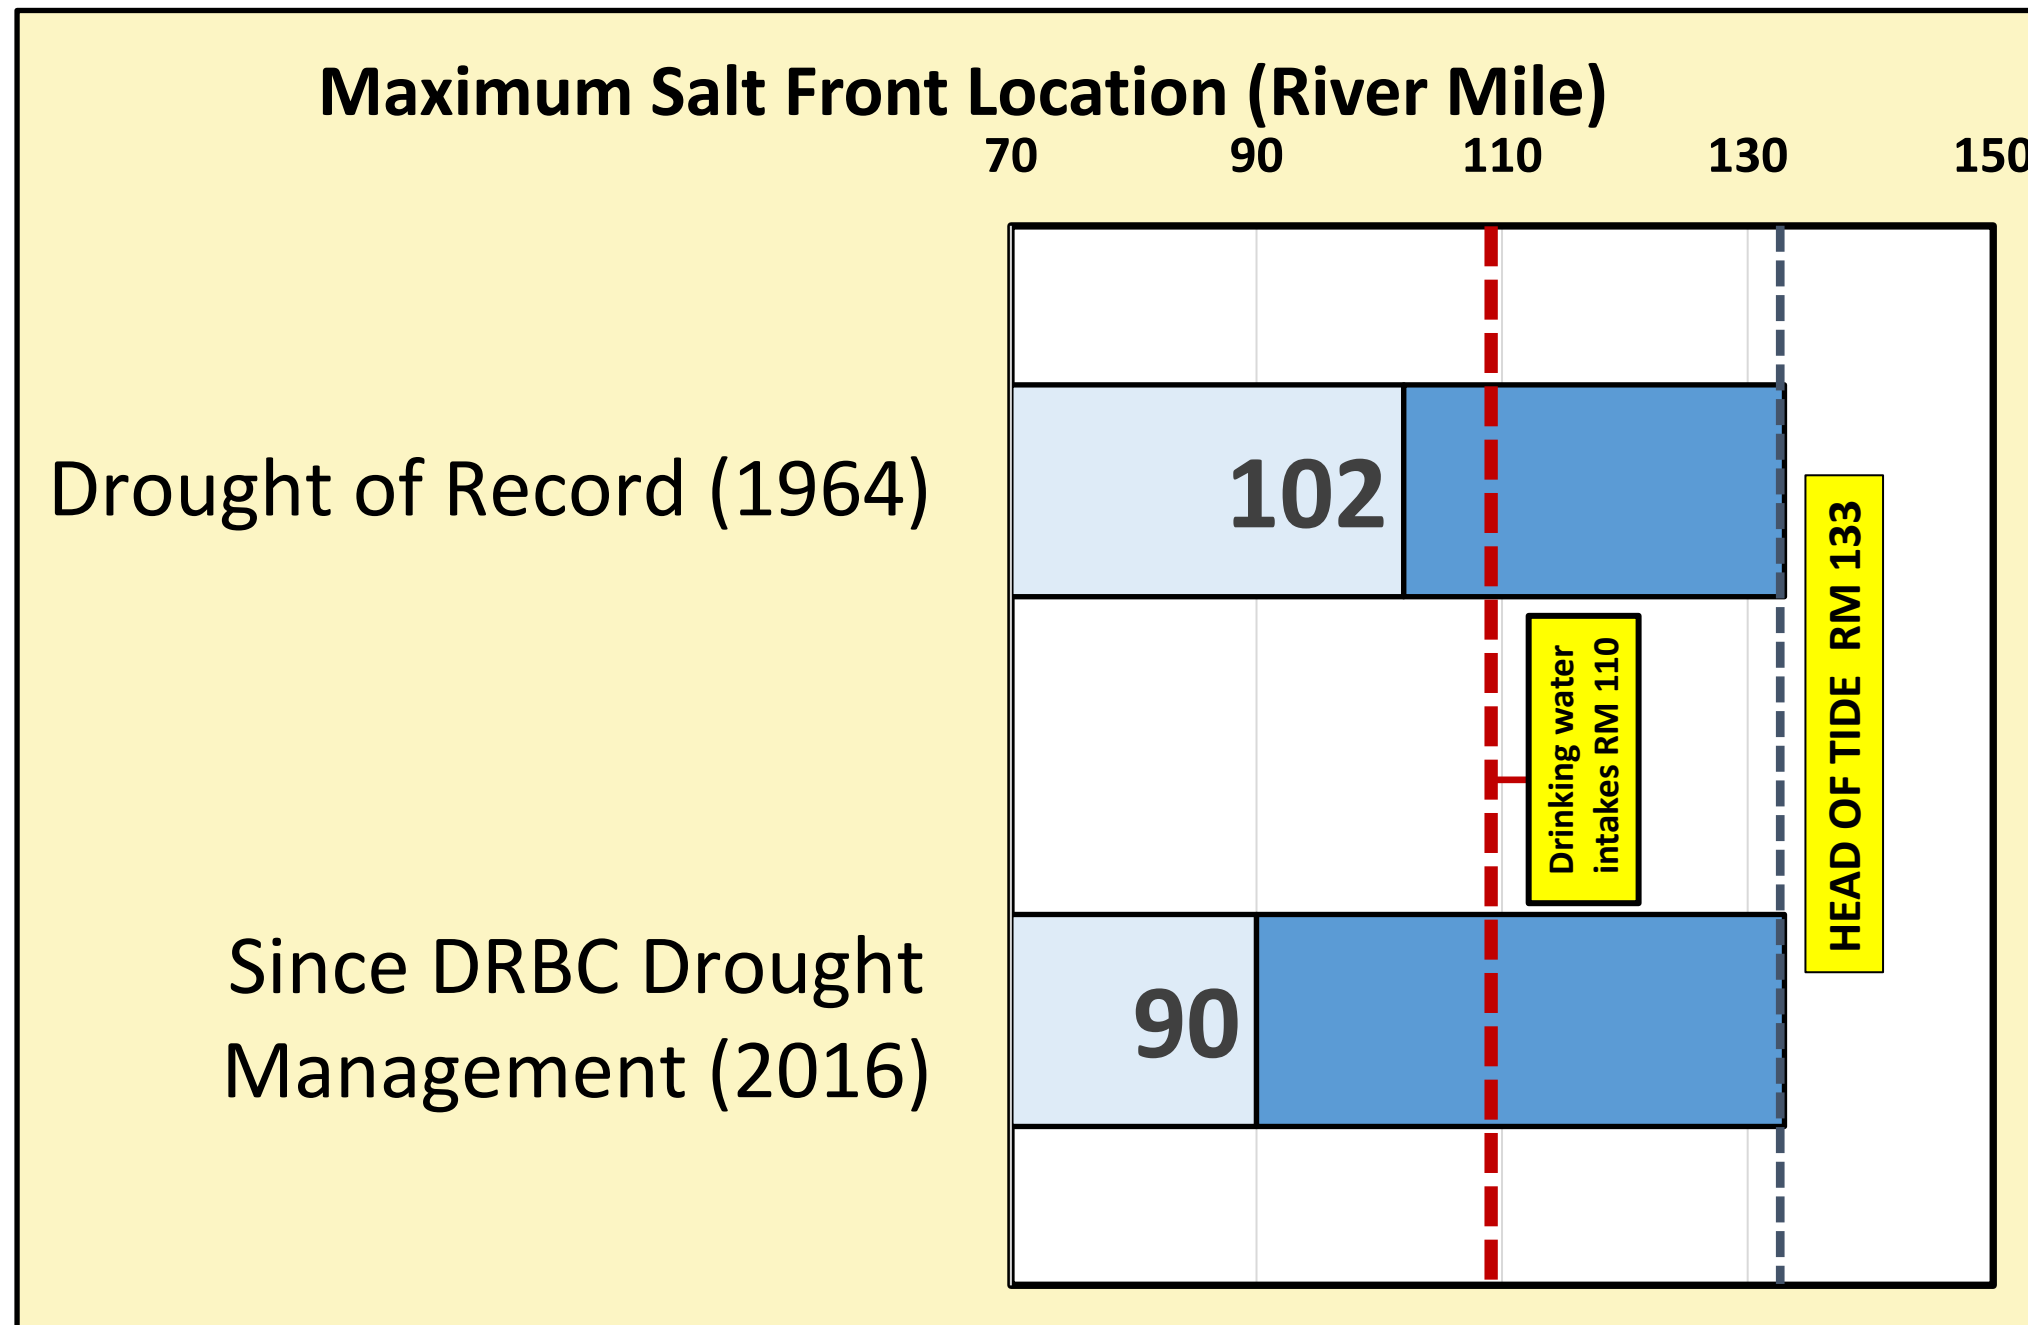 Maximum Salt Front Location (River Mile)
70 90 110 130 150
Drought of Record (1964)
102
Drinking water
intakes RM 110
HEAD OF TIDE RM 133
Since DRBC Drought
Management (2016)
90